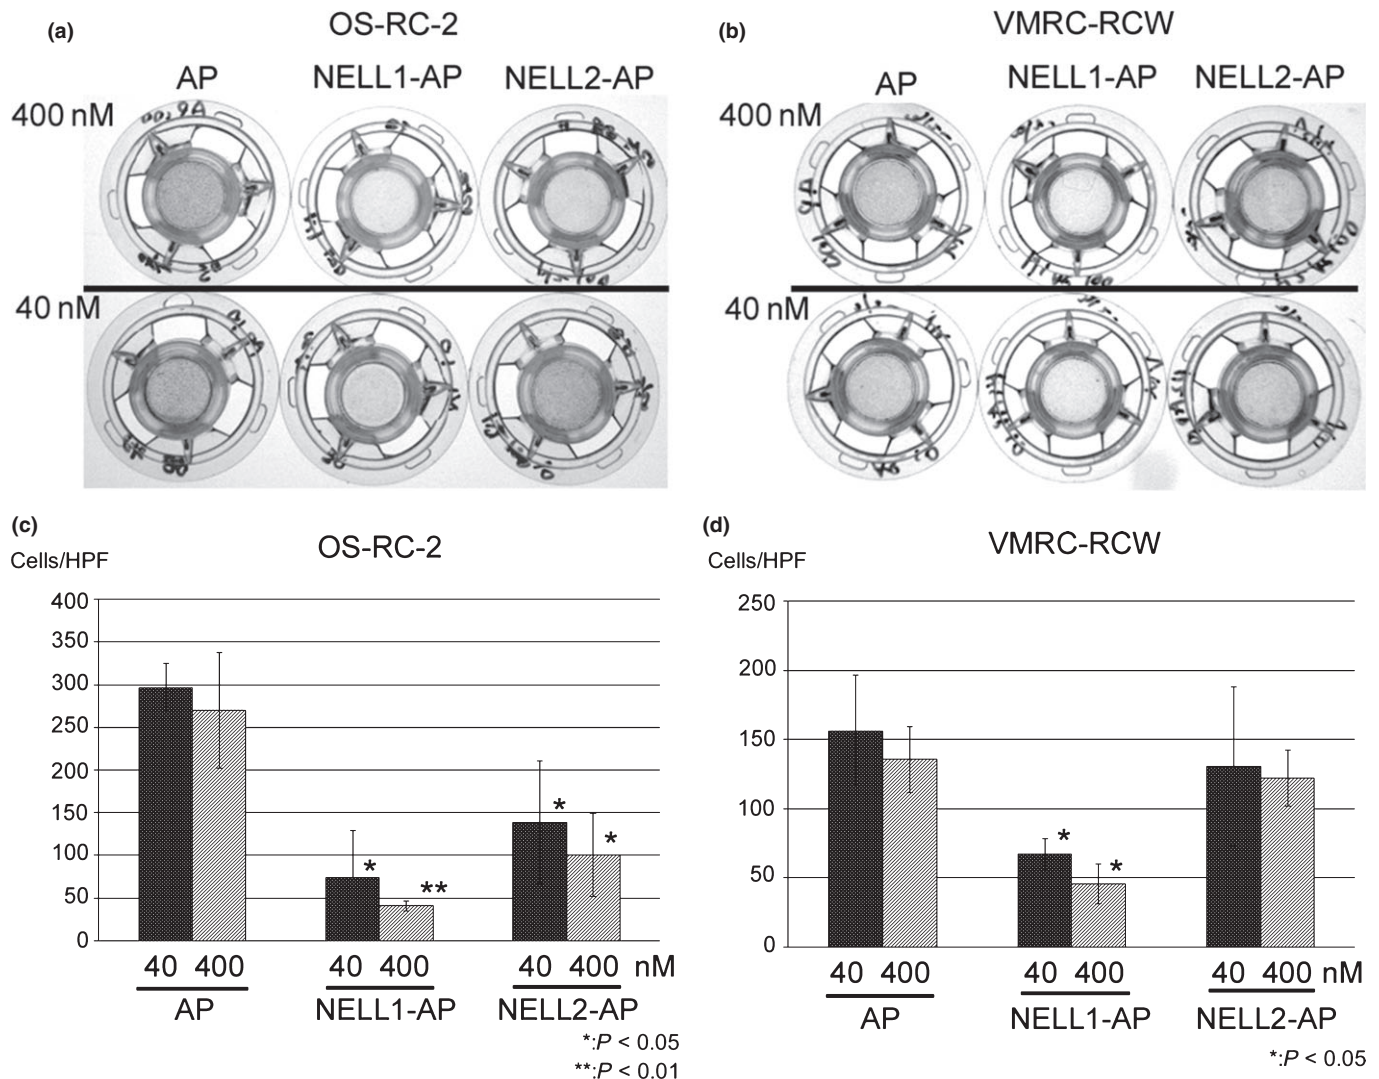 (a)
OS-RC-2
AP NELL1-AP NELL2-AP
400 nM
40 nM
(b)
VMRC-RCW
AP NELL1-AP NELL2-AP
400 nM
40 nM
(c)
OS-RC-2
Cells/HPF
400
350
300
250
200
150
100
50
0
*
**
*
*
40 400 40 400 40 400 nM
AP NELL1-AP NELL2-AP
*:P < 0.05
**:P < 0.01
(d)
VMRC-RCW
Cells/HPF
250
200
150
100
50
0
*
*
40 400 40 400 40 400 nM
AP NELL1-AP NELL2-AP
*:P < 0.05